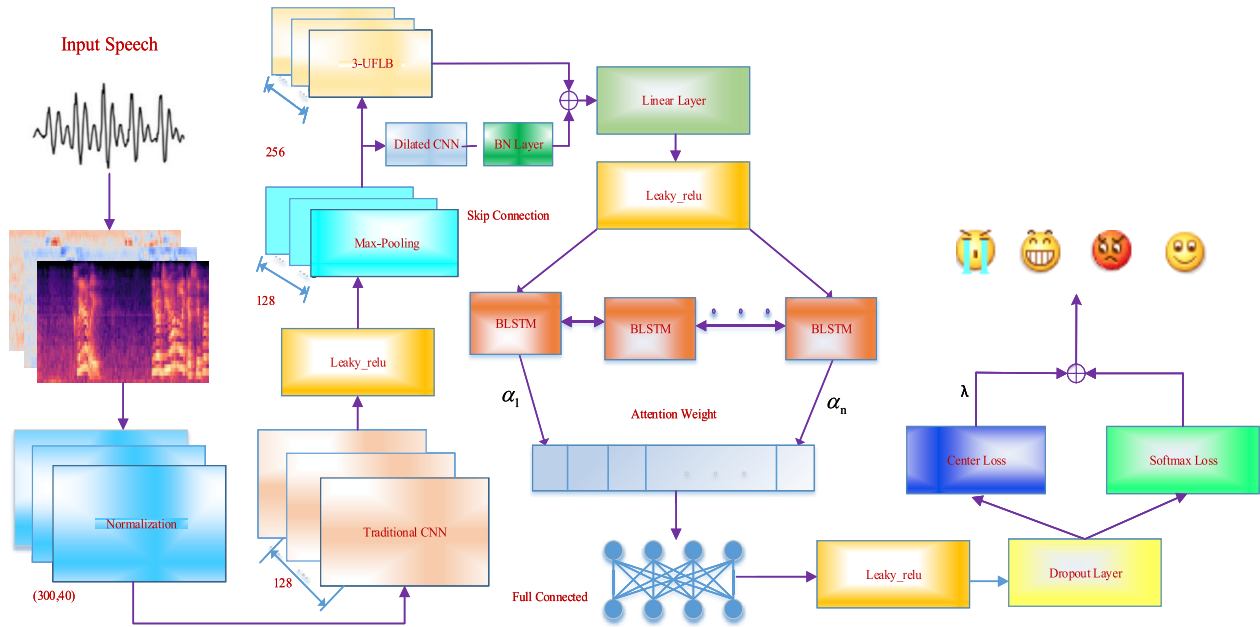 Input Speech
3-UFLB
Linear Layer
Dilated CNN
BN Layer
256
Leaky_relu
Skip Connection
Max-Pooling
128
BLSTM
BLSTM
BLSTM
Leaky_relu
α1
αn
λ
Attention Weight
Center Loss
Softmax Loss
Normalization
Traditional CNN
128
Leaky_relu
Dropout Layer
(300,40)
Full Connected